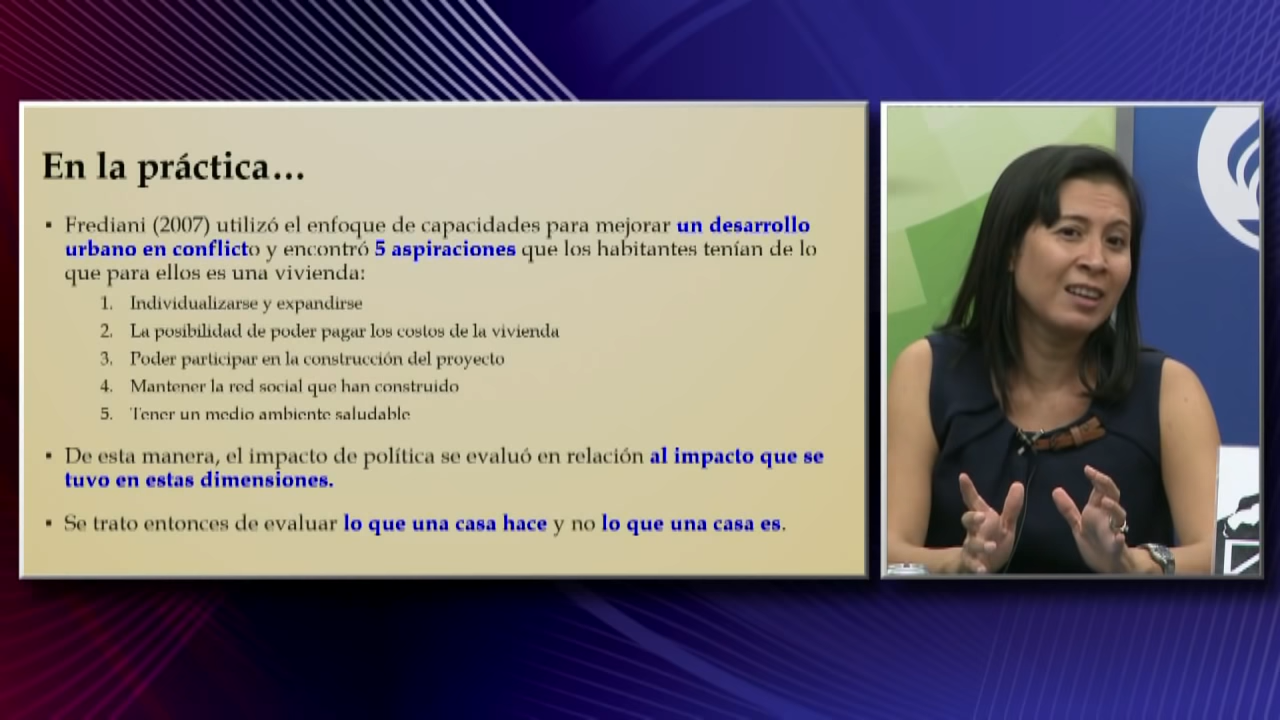 En la práctica…
▪ Frediani (2007) utilizó el enfoque de capacidades para mejorar un desarrollo
urbano en conflicto y encontró 5 aspiraciones que los habitantes tenían de lo
que para ellos es una vivienda:
1. Individualizarse y expandirse
2. La posibilidad de poder pagar los costos de la vivienda
3. Poder participar en la construcción del proyecto
4. Mantener la red social que han construido
5. Tener un medio ambiente saludable
▪ De esta manera, el impacto de política se evaluó en relación al impacto que se
tuvo en estas dimensiones.
▪ Se trato entonces de evaluar lo que una casa hace y no lo que una casa es.